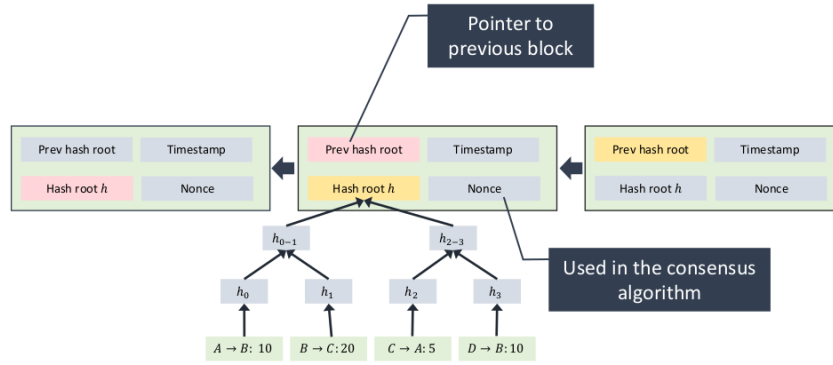 Pointer to
previous block
Prev hash root
Timestamp
Hash root h
Nonce
Prev hash root
Timestamp
Hash root h
Nonce
Prev hash root
Timestamp
Hash root h
Nonce
h₀₋₁
h₂₋₃
Used in the consensus
algorithm
h₀
h₁
h₂
h₃
A → B: 10
B → C: 20
C → A: 5
D → B: 10